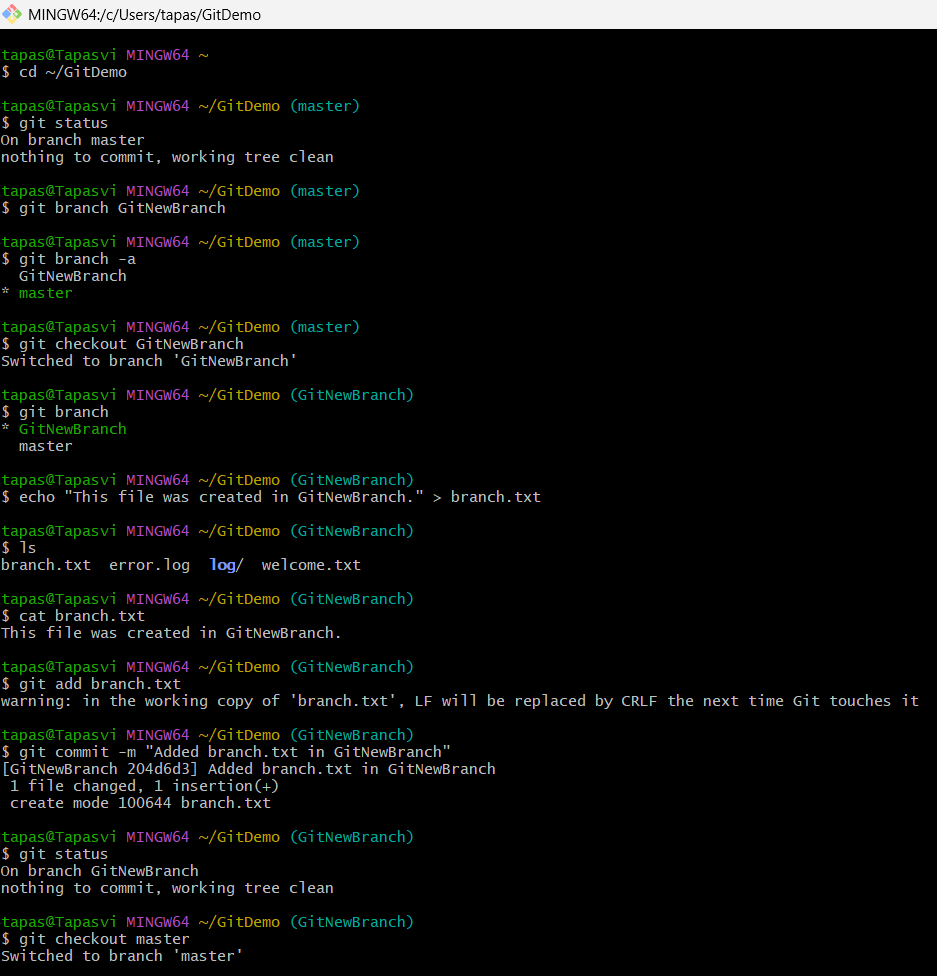 MINGW64:/c/Users/tapas/GitDemo
tapas@Tapasvi MINGW64 ~
$ cd ~/GitDemo
tapas@Tapasvi MINGW64 ~/GitDemo (master)
$ git status
On branch master
nothing to commit, working tree clean
tapas@Tapasvi MINGW64 ~/GitDemo (master)
$ git branch GitNewBranch
tapas@Tapasvi MINGW64 ~/GitDemo (master)
$ git branch -a
  GitNewBranch
* master
tapas@Tapasvi MINGW64 ~/GitDemo (master)
$ git checkout GitNewBranch
Switched to branch 'GitNewBranch'
tapas@Tapasvi MINGW64 ~/GitDemo (GitNewBranch)
$ git branch
* GitNewBranch
  master
tapas@Tapasvi MINGW64 ~/GitDemo (GitNewBranch)
$ echo "This file was created in GitNewBranch." > branch.txt
tapas@Tapasvi MINGW64 ~/GitDemo (GitNewBranch)
$ ls
branch.txt  error.log  log/  welcome.txt
tapas@Tapasvi MINGW64 ~/GitDemo (GitNewBranch)
$ cat branch.txt
This file was created in GitNewBranch.
tapas@Tapasvi MINGW64 ~/GitDemo (GitNewBranch)
$ git add branch.txt
warning: in the working copy of 'branch.txt', LF will be replaced by CRLF the next time Git touches it
tapas@Tapasvi MINGW64 ~/GitDemo (GitNewBranch)
$ git commit -m "Added branch.txt in GitNewBranch"
[GitNewBranch 204d6d3] Added branch.txt in GitNewBranch
 1 file changed, 1 insertion(+)
 create mode 100644 branch.txt
tapas@Tapasvi MINGW64 ~/GitDemo (GitNewBranch)
$ git status
On branch GitNewBranch
nothing to commit, working tree clean
tapas@Tapasvi MINGW64 ~/GitDemo (GitNewBranch)
$ git checkout master
Switched to branch 'master'